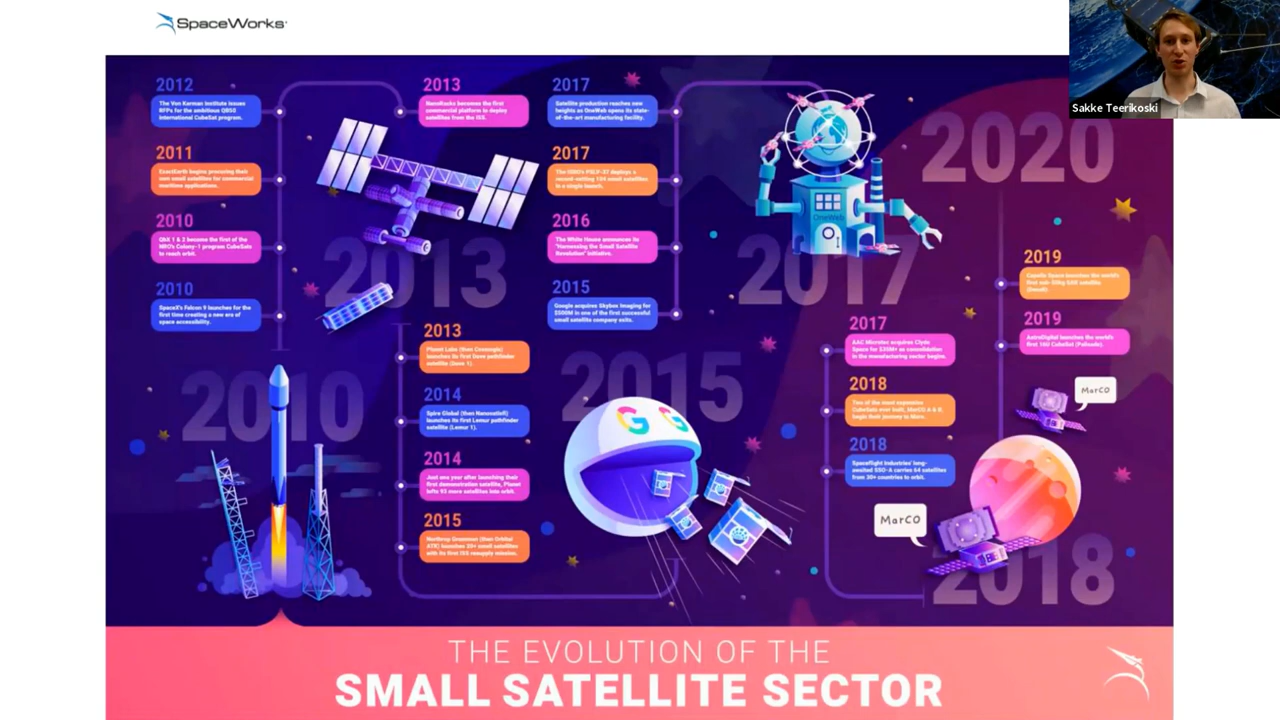 SpaceWorks
Sakke Teerikoski
2012
The Von Karman Institute issues
RFPs for the ambitious QB50
international CubeSat program.
2011
ExactEarth begins procuring their
own small satellites for commercial
maritime applications.
2010
QbX 1 & 2 become the first of the
NRO's Colony-1 program CubeSats
to reach orbit.
2010
SpaceX's Falcon 9 launches for the
first time creating a new era of
space accessibility.
2010
2013
NanoRacks becomes the first
commercial platform to deploy
satellites from the ISS.
2013
2013
Planet Labs (then Cosmogia)
launches its first Dove pathfinder
satellite (Dove 1).
2014
Spire Global (then Nanosatisfi)
launches its first Lemur pathfinder
satellite (Lemur 1).
2014
Just one year after launching their
first demonstration satellite, Planet
lofts 93 more satellites into orbit.
2015
Northrop Grumman (then Orbital
ATK) launches 20+ small satellites
with its first ISS resupply mission.
2017
Satellite production reaches new
heights as OneWeb opens its state-
of-the-art manufacturing facility.
2017
The ISRO's PSLV-37 deploys a
record-setting 104 small satellites
in a single launch.
2016
The White House announces its
"Harnessing the Small Satellite
Revolution" initiative.
2015
Google acquires Skybox Imaging for
$500M in one of the first successful
small satellite company exits.
2015
G G
OneWeb
2017
2017
AAC Microtec acquires Clyde
Space for $35M+ as consolidation
in the manufacturing sector begins.
2018
Two of the most expensive
CubeSats ever built, MarCO A & B,
begin their journey to Mars.
2018
Spaceflight Industries' long-
awaited SSO-A carries 64 satellites
from 30+ countries to orbit.
MarCO
MarCO
2018
2020
2019
Capella Space launches the world's
first sub-50kg SAR satellite
(Denali).
2019
AstroDigital launches the world's
first 16U CubeSat (Palisade).
THE EVOLUTION OF THE
SMALL SATELLITE SECTOR